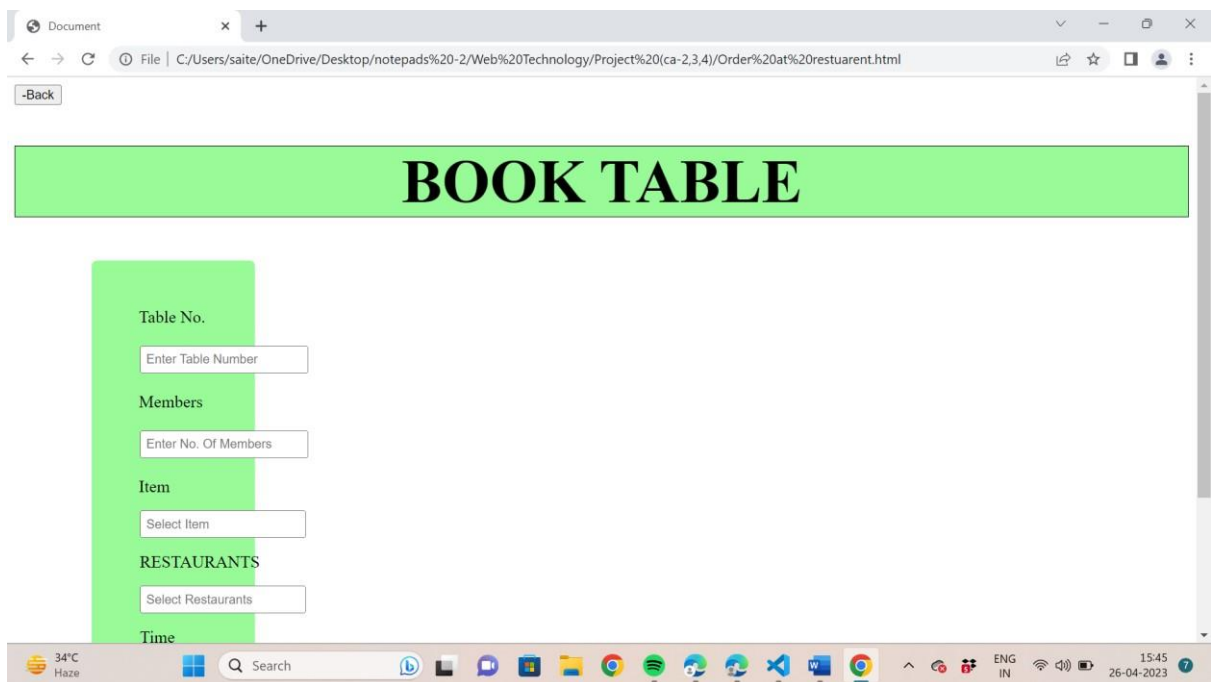 Document
File | C:/Users/saite/OneDrive/Desktop/notepads%20-2/Web%20Technology/Project%20(ca-2,3,4)/Order%20at%20restuarent.html
-Back
BOOK TABLE
Table No.
Enter Table Number
Members
Enter No. Of Members
Item
Select Item
RESTAURANTS
Select Restaurants
Time
34°C
Haze
Search
ENG
IN
15:45
26-04-2023
7